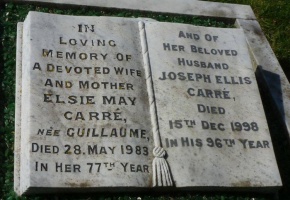 IN
LOVING
MEMORY OF
A DEVOTED WIFE
AND MOTHER
ELSIE MAY
CARRÉ,
NÉE GUILLAUME,
DIED 28. MAY 1983
IN HER 77TH YEAR
AND OF
HER BELOVED
HUSBAND
JOSEPH ELLIS
CARRÉ,
DIED
15TH DEC 1998
IN HIS 96TH YEAR